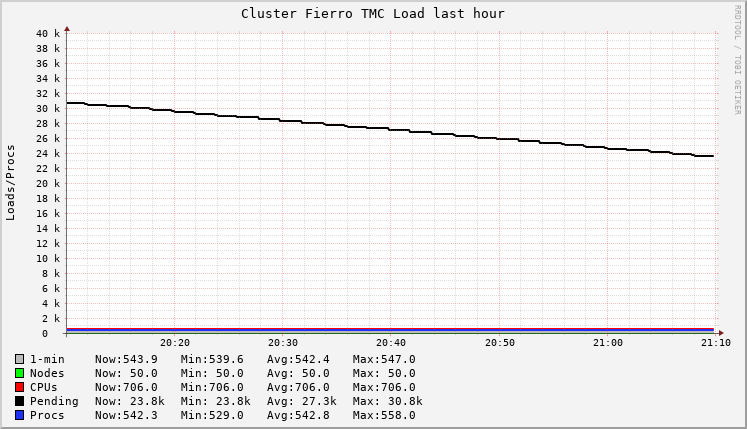 Cluster Fierro TMC Load last hour
RRDTOOL / TOBI OETIKER
Loads/Procs
40 k
38 k
36 k
34 k
32 k
30 k
28 k
26 k
24 k
22 k
20 k
18 k
16 k
14 k
12 k
10 k
8 k
6 k
4 k
2 k
0
20:20 20:30 20:40 20:50 21:00 21:10
1-min Now:543.9 Min:539.6 Avg:542.4 Max:547.0
Nodes Now: 50.0 Min: 50.0 Avg: 50.0 Max: 50.0
CPUs Now:706.0 Min:706.0 Avg:706.0 Max:706.0
Pending Now: 23.8k Min: 23.8k Avg: 27.3k Max: 30.8k
Procs Now:542.3 Min:529.0 Avg:542.8 Max:558.0